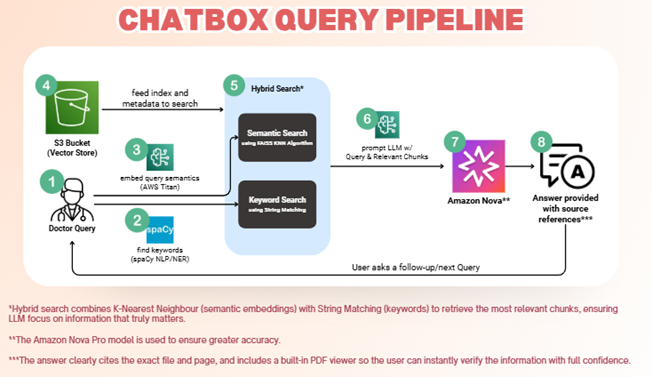 CHATBOX QUERY PIPELINE
4
S3 Bucket
(Vector Store)
feed index and
metadata to search
5
Hybrid Search*
Semantic Search
using FAISS KNN Algorithm
Keyword Search
using String Matching
3
embed query semantics
(AWS Titan)
1
Doctor Query
2
spaCy
find keywords
(spaCy NLP/NER)
6
prompt LLM w/
Query & Relevant Chunks
7
Amazon Nova**
8
A
Answer provided
with source
references***
User asks a follow-up/next Query
*Hybrid search combines K-Nearest Neighbour (semantic embeddings) with String Matching (keywords) to retrieve the most relevant chunks, ensuring
LLM focus on information that truly matters.
**The Amazon Nova Pro model is used to ensure greater accuracy.
***The answer clearly cites the exact file and page, and includes a built-in PDF viewer so the user can instantly verify the information with full confidence.